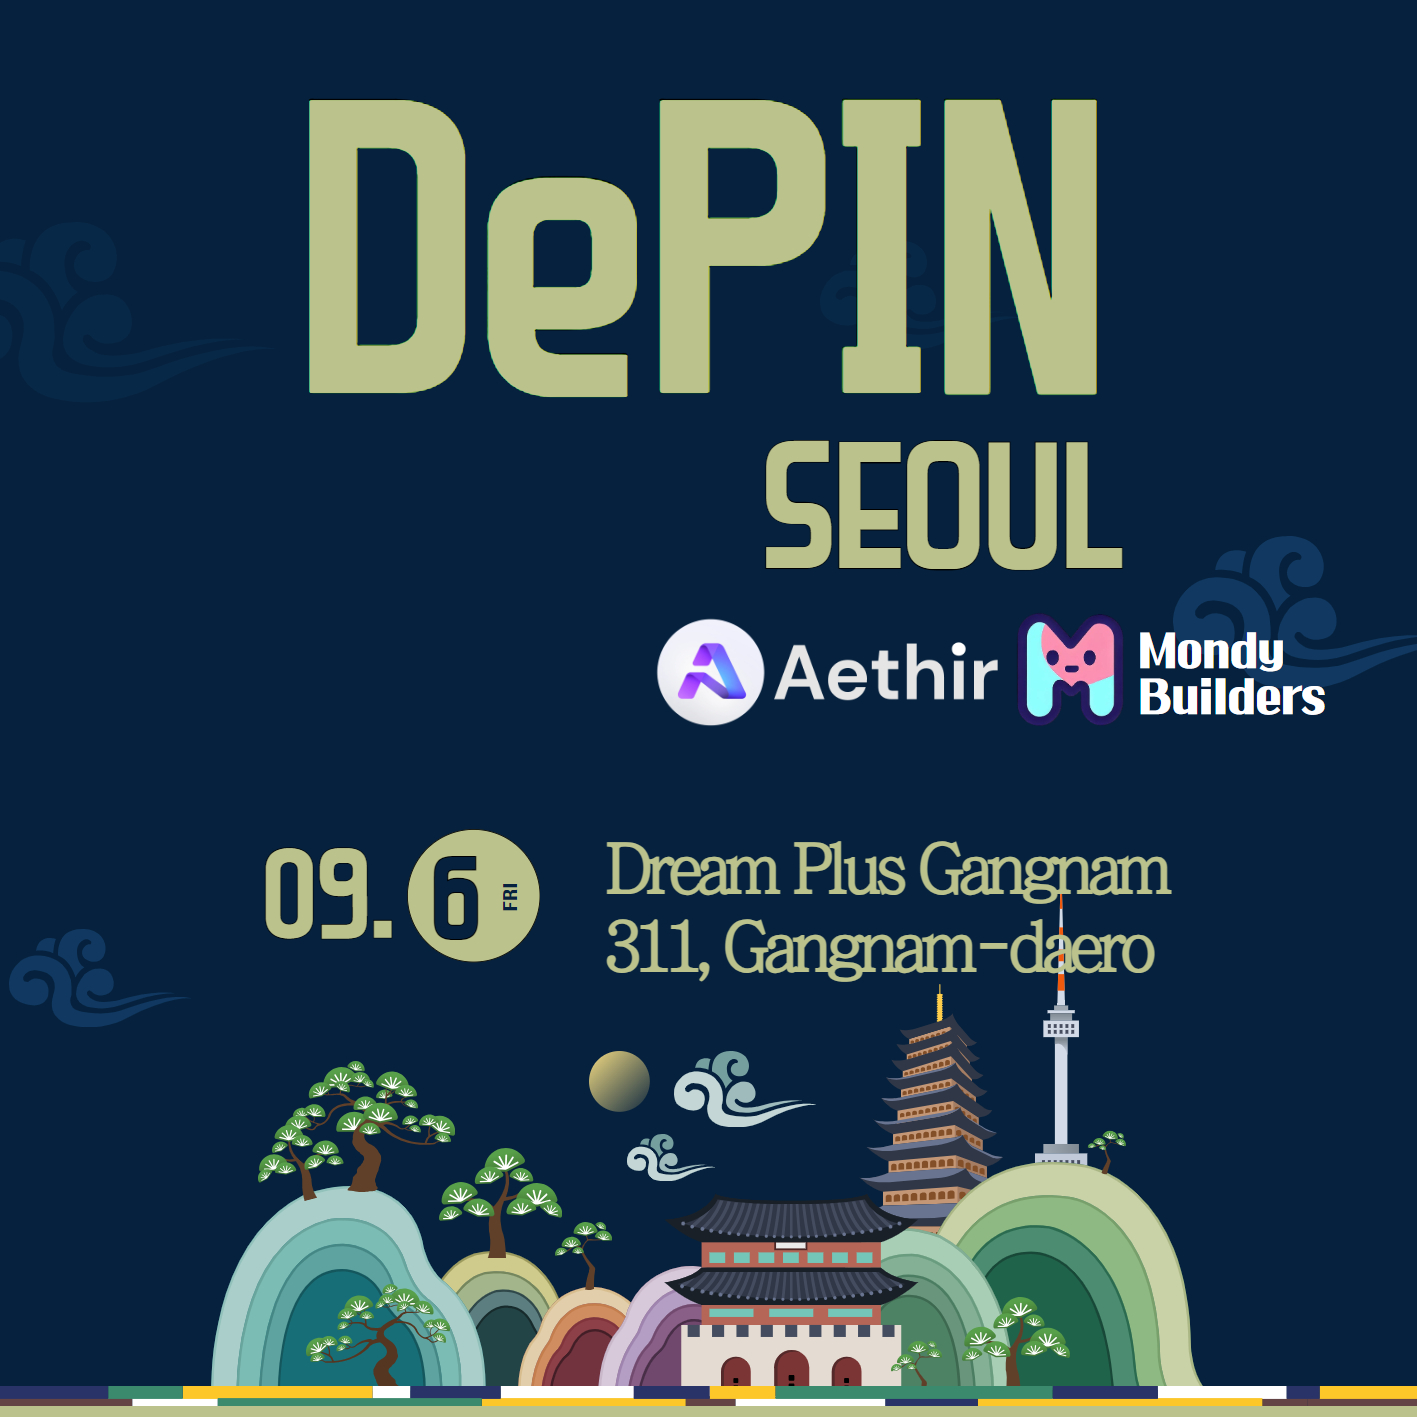 DePIN
SEOUL
Aethir
Mondy
Builders
09. 6 FRI
Dream Plus Gangnam
311, Gangnam-daero